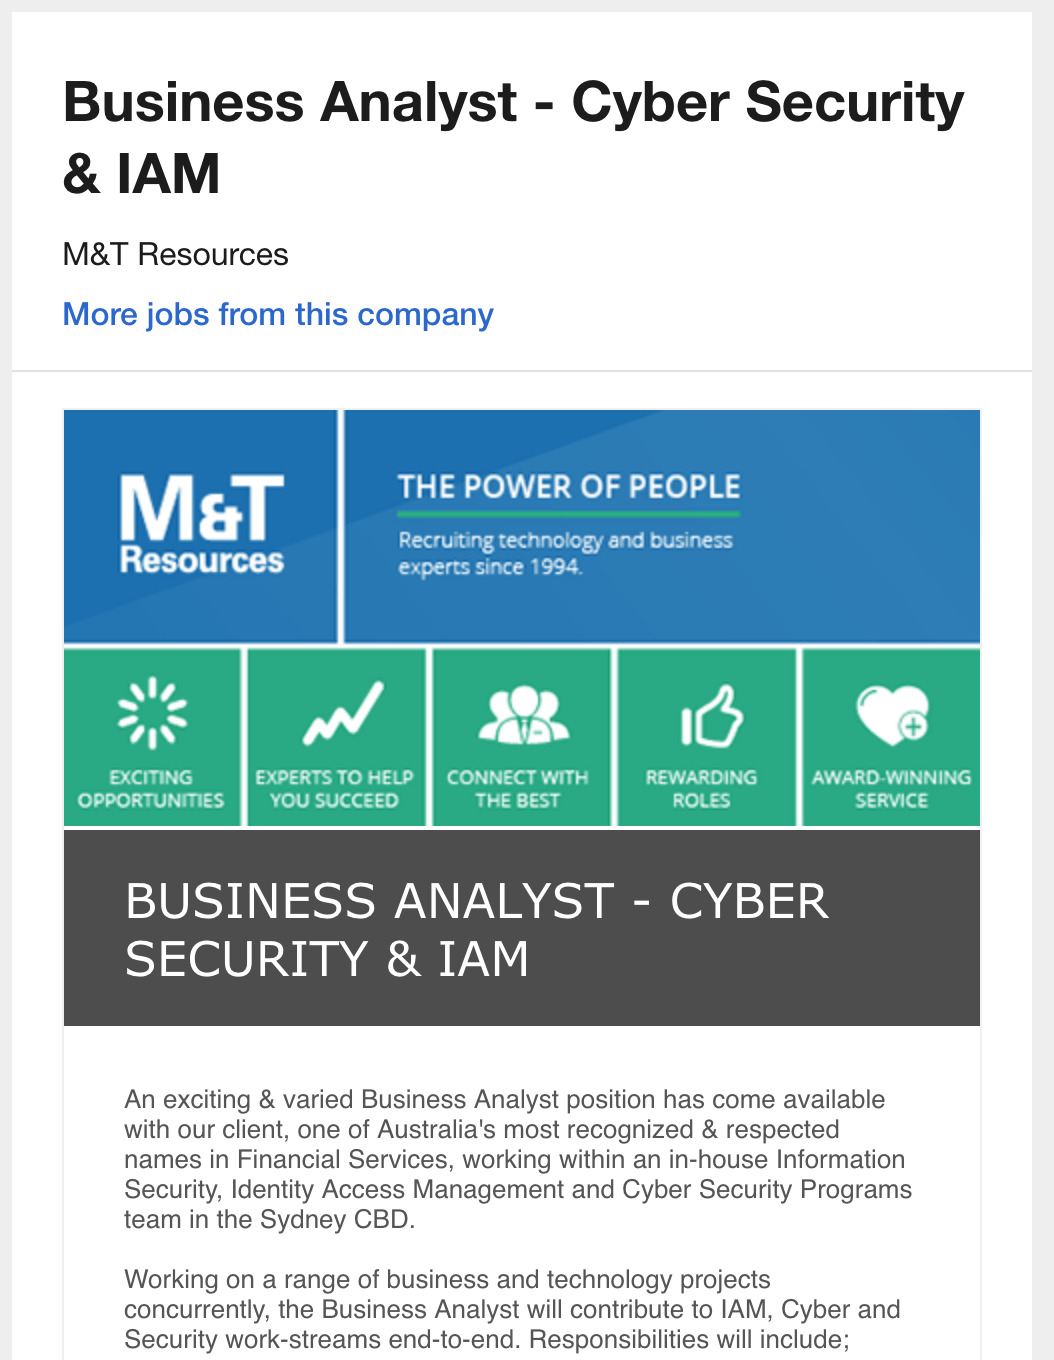 Business Analyst - Cyber Security
& IAM
M&T Resources
More jobs from this company
M&T
Resources
THE POWER OF PEOPLE
Recruiting technology and business
experts since 1994.
EXCITING
OPPORTUNITIES
EXPERTS TO HELP
YOU SUCCEED
CONNECT WITH
THE BEST
REWARDING
ROLES
AWARD-WINNING
SERVICE
BUSINESS ANALYST - CYBER
SECURITY & IAM
An exciting & varied Business Analyst position has come available
with our client, one of Australia's most recognized & respected
names in Financial Services, working within an in-house Information
Security, Identity Access Management and Cyber Security Programs
team in the Sydney CBD.
Working on a range of business and technology projects
concurrently, the Business Analyst will contribute to IAM, Cyber and
Security work-streams end-to-end. Responsibilities will include;